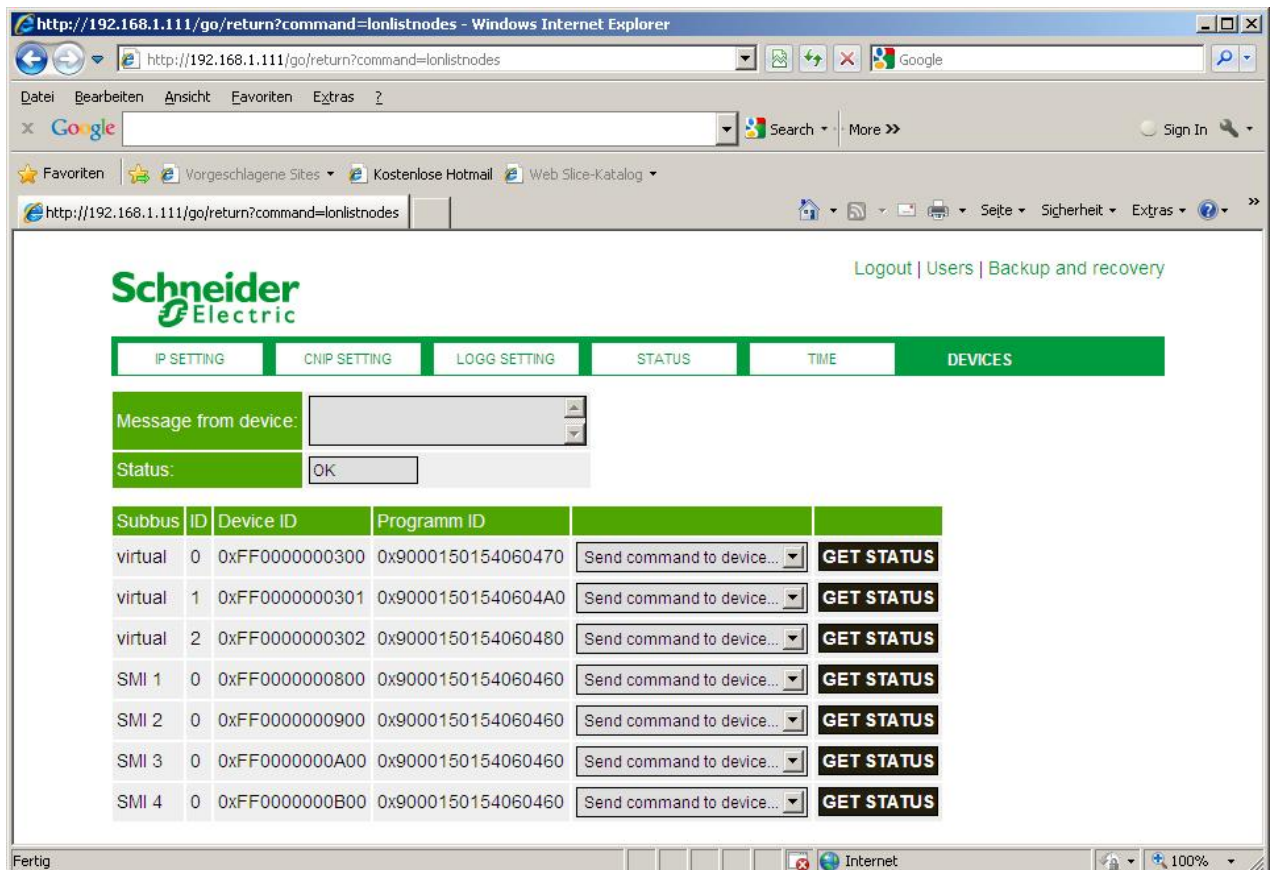 http://192.168.1.111/go/return?command=lonlistnodes - Windows Internet Explorer
http://192.168.1.111/go/return?command=lonlistnodes Google
Datei Bearbeiten Ansicht Favoriten Extras ?
x Google Search More >> Sign In
Favoriten Vorgeschlagene Sites Kostenlose Hotmail Web Slice-Katalog
http://192.168.1.111/go/return?command=lonlistnodes Seite Sicherheit Extras >>
Logout | Users | Backup and recovery
Schneider
Electric
IP SETTING CNIP SETTING LOGG SETTING STATUS TIME DEVICES
Message from device:
Status: OK
Subbus ID Device ID Programm ID
virtual 0 0xFF0000000300 0x9000150154060470 Send command to device... GET STATUS
virtual 1 0xFF0000000301 0x90001501540604A0 Send command to device... GET STATUS
virtual 2 0xFF0000000302 0x9000150154060480 Send command to device... GET STATUS
SMI 1 0 0xFF0000000800 0x9000150154060460 Send command to device... GET STATUS
SMI 2 0 0xFF0000000900 0x9000150154060460 Send command to device... GET STATUS
SMI 3 0 0xFF0000000A00 0x9000150154060460 Send command to device... GET STATUS
SMI 4 0 0xFF0000000B00 0x9000150154060460 Send command to device... GET STATUS
Fertig Internet 100%